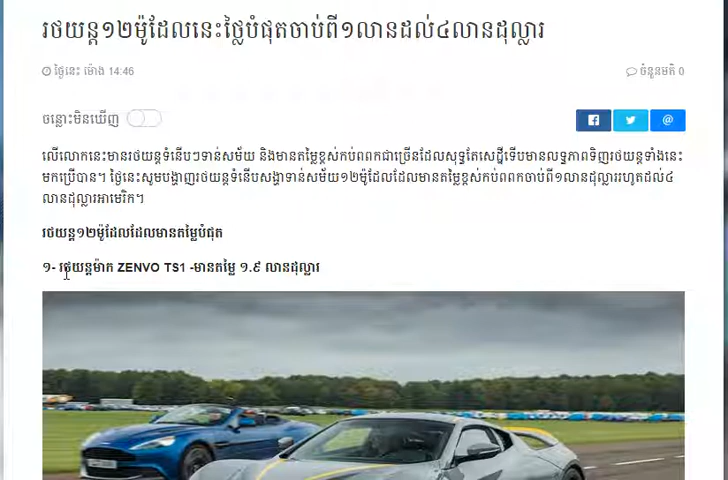 រថយន្ត១២ម៉ូដែលនេះថ្លៃបំផុតចាប់ពី១លានដល់៤លានដុល្លារ
ថ្ងៃនេះ ម៉ោង 14:46
ចំនួនមតិ 0
ចន្លោះមិនឃើញ
លើលោកនេះមានរថយន្តទំនើបៗទាន់សម័យ និងមានតម្លៃខ្ពស់កប់ពពកជាច្រើនដែលសុទ្ធតែសេដ្ឋីទើបមានលទ្ធភាពទិញរថយន្តទាំងនេះ
មកប្រើបាន។ ថ្ងៃនេះសូមបង្ហាញរថយន្តទំនើបសង្ហាទាន់សម័យ១២ម៉ូដែលដែលមានតម្លៃខ្ពស់កប់ពពកចាប់ពី១លានដុល្លាររហូតដល់៤
លានដុល្លារអាមេរិក។
រថយន្ត១២ម៉ូដែលដែលមានតម្លៃបំផុត
១- រថយន្តម៉ាក ZENVO TS1 -មានតម្លៃ ១.៩ លានដុល្លារ